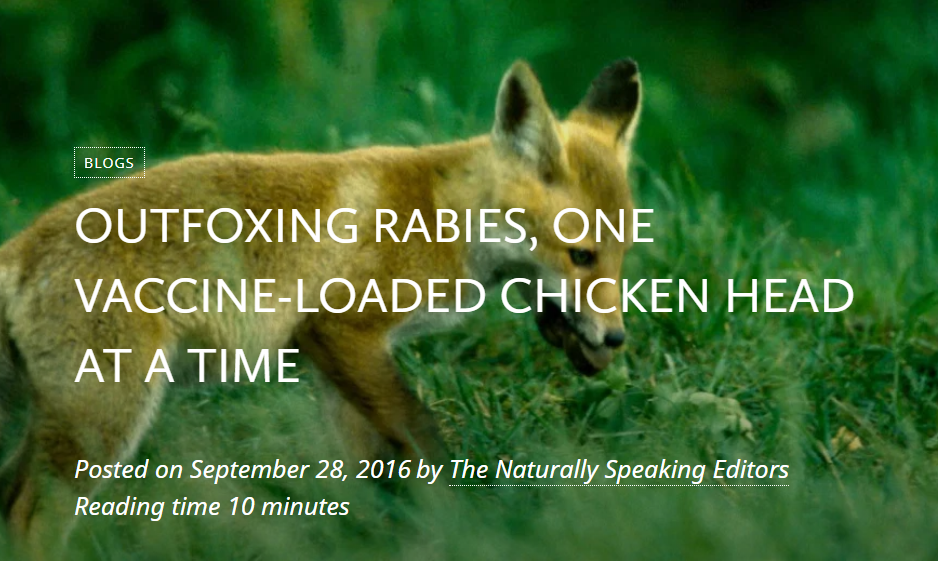 BLOGS
OUTFOXING RABIES, ONE
VACCINE-LOADED CHICKEN HEAD
AT A TIME
Posted on September 28, 2016 by The Naturally Speaking Editors
Reading time 10 minutes